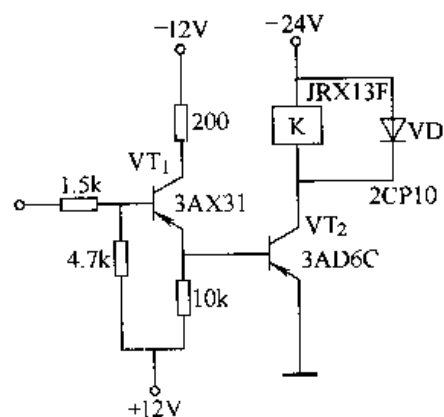 −12V
−24V
JRX13F
200
K
VD
VT₁
1.5k
3AX31
2CP10
VT₂
4.7k
3AD6C
10k
+12V